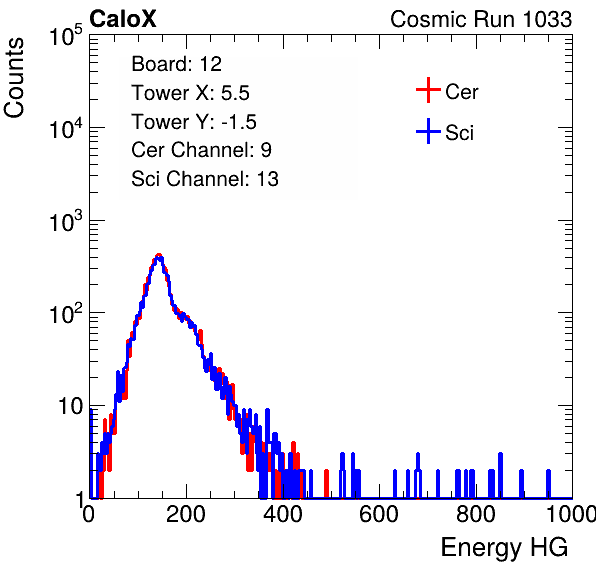 CaloX Cosmic Run 1033
Counts
Board: 12
Tower X: 5.5
Tower Y: -1.5
Cer Channel: 9
Sci Channel: 13
Cer
Sci
10^5
10^4
10^3
10^2
10
1
0 200 400 600 800 1000
Energy HG